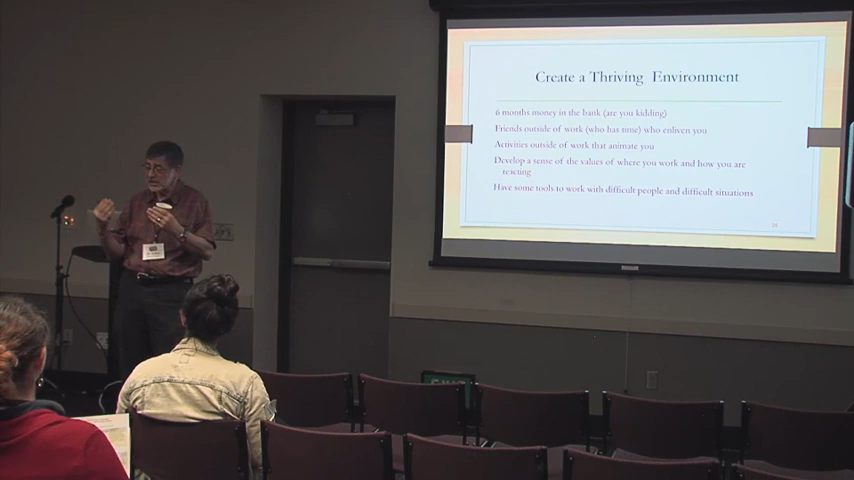 Create a Thriving Environment
6 months money in the bank (are you kidding)
Friends outside of work (who has time) who enliven you
Activities outside of work that animate you
Develop a sense of the values of where you work and how you are
reacting
Have some tools to work with difficult people and difficult situations